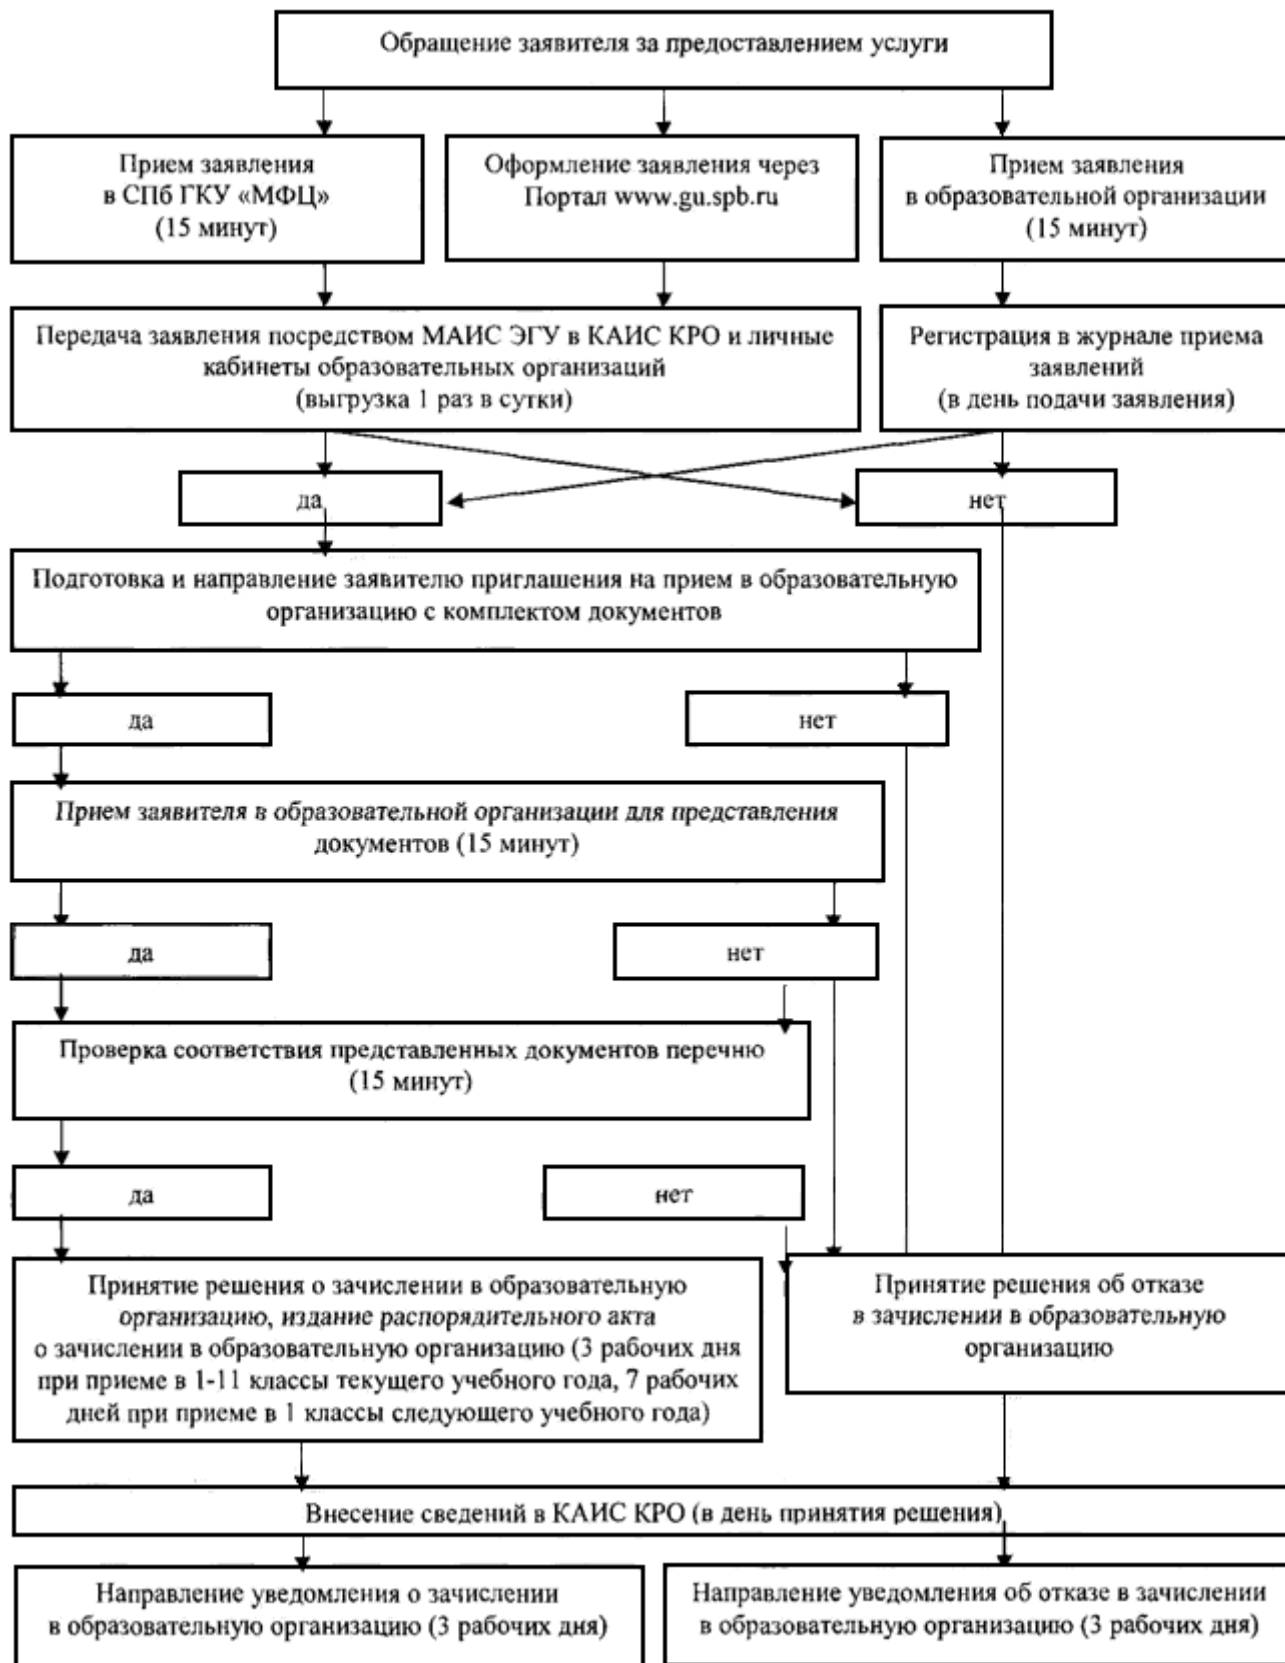 Обращение заявителя за предоставлением услуги
Прием заявления
в СПб ГКУ «МФЦ»
(15 минут)
Оформление заявления через
Портал www.gu.spb.ru
Прием заявления
в образовательной организации
(15 минут)
Передача заявления посредством МАИС ЭГУ в КАИС КРО и личные
кабинеты образовательных организаций
(выгрузка 1 раз в сутки)
Регистрация в журнале приема
заявлений
(в день подачи заявления)
да
нет
Подготовка и направление заявителю приглашения на прием в образовательную
организацию с комплектом документов
да
нет
Прием заявителя в образовательной организации для представления
документов (15 минут)
да
нет
Проверка соответствия представленных документов перечню
(15 минут)
да
нет
Принятие решения о зачислении в образовательную
организацию, издание распорядительного акта
о зачислении в образовательную организацию (3 рабочих дня
при приеме в 1-11 классы текущего учебного года, 7 рабочих
дней при приеме в 1 классы следующего учебного года)
Принятие решения об отказе
в зачислении в образовательную
организацию
Внесение сведений в КАИС КРО (в день принятия решения)
Направление уведомления о зачислении
в образовательную организацию (3 рабочих дня)
Направление уведомления об отказе в зачислении
в образовательную организацию (3 рабочих дня)